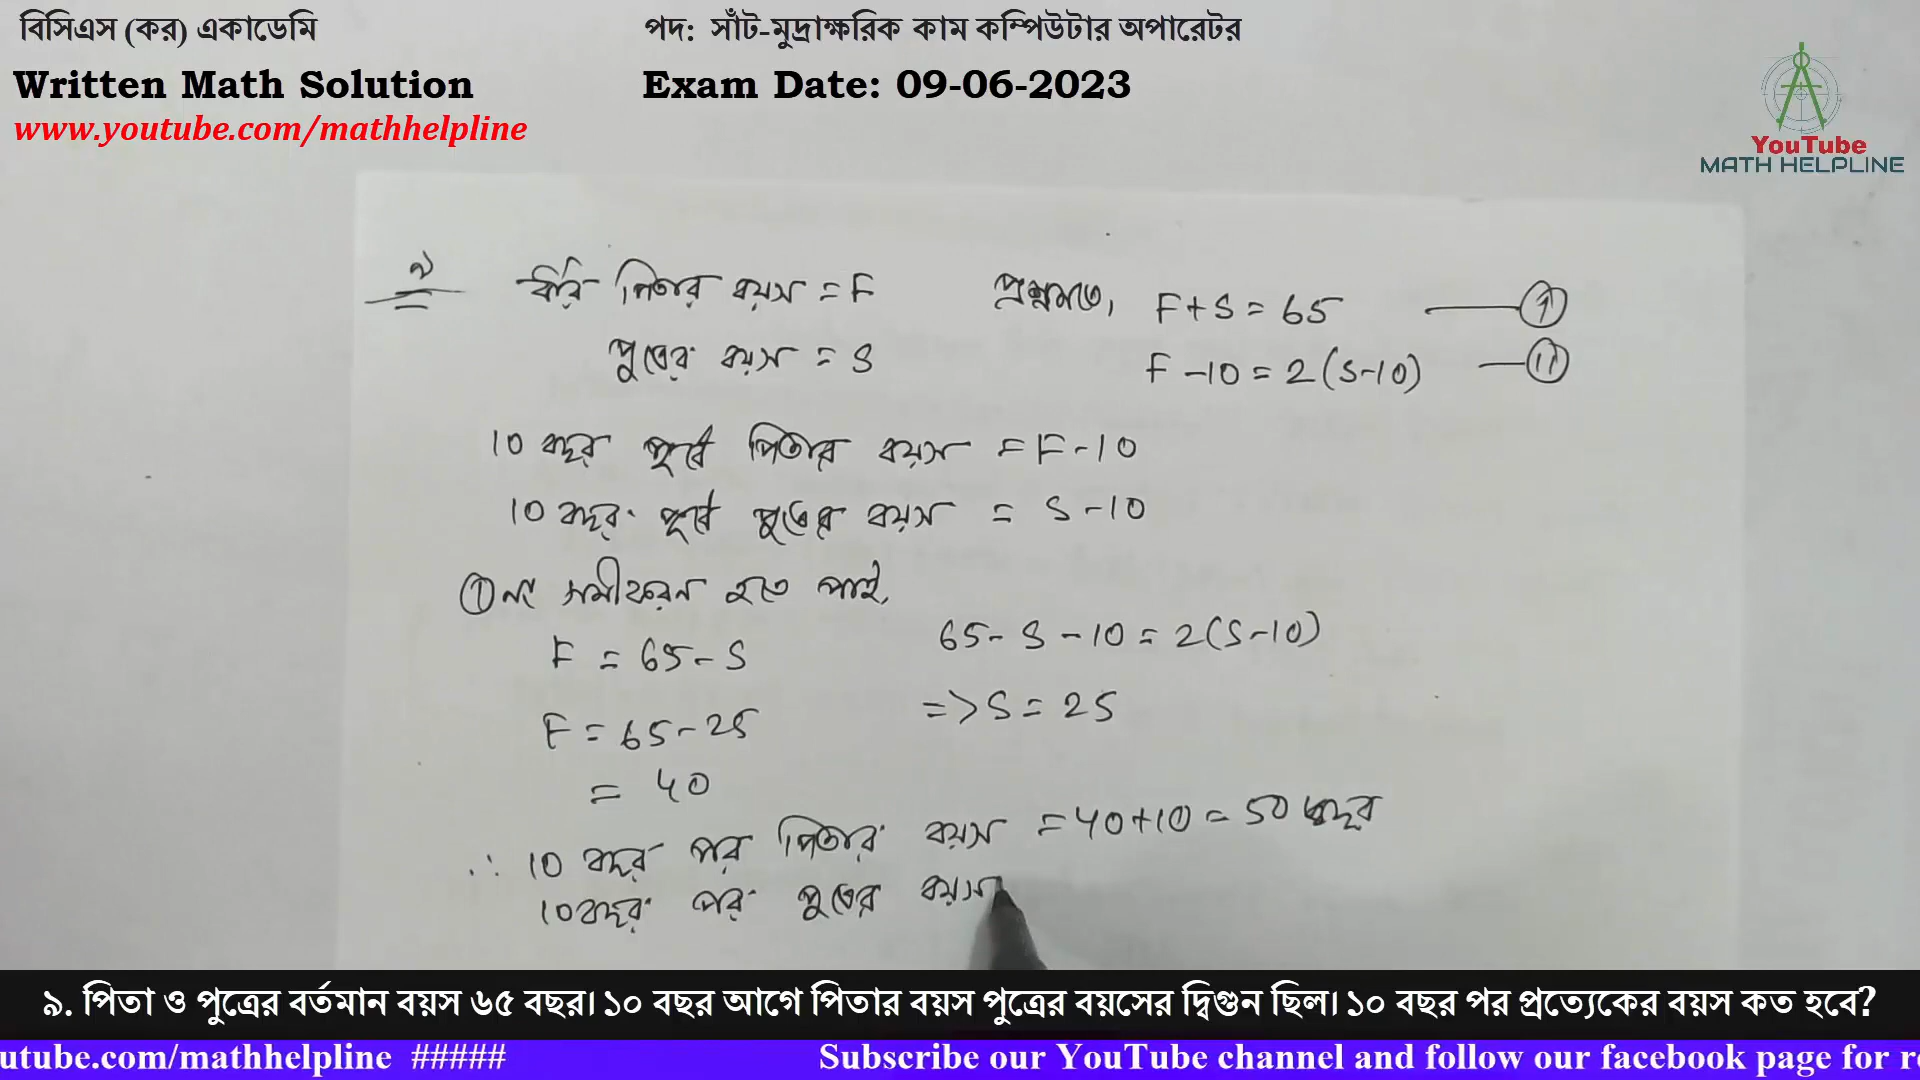 বিসিএস (কর) একাডেমি
পদ: সাঁট-মুদ্রাক্ষরিক কাম কম্পিউটার অপারেটর
Written Math Solution
Exam Date: 09-06-2023
www.youtube.com/mathhelpline
YouTube
MATH HELPLINE
৯
ধরি পিতার বয়স = F
পুত্রের বয়স = S
প্রশ্নমতে, F+S = 65 (i)
F-10 = 2(S-10) (ii)
10 বছর পূর্বে পিতার বয়স = F-10
10 বছর পূর্বে পুত্রের বয়স = S-10
(i) নং সমীকরন হতে পাই,
F = 65-S
65-S-10 = 2(S-10)
=> S = 25
F = 65-25
= 40
∴ 10 বছর পর পিতার বয়স = 40+10 = 50 বছর
10 বছর পর পুত্রের বয়স
৯. পিতা ও পুত্রের বর্তমান বয়স ৬৫ বছর। ১০ বছর আগে পিতার বয়স পুত্রের বয়সের দ্বিগুন ছিল। ১০ বছর পর প্রত্যেকের বয়স কত হবে?
utube.com/mathhelpline ##### Subscribe our YouTube channel and follow our facebook page for re